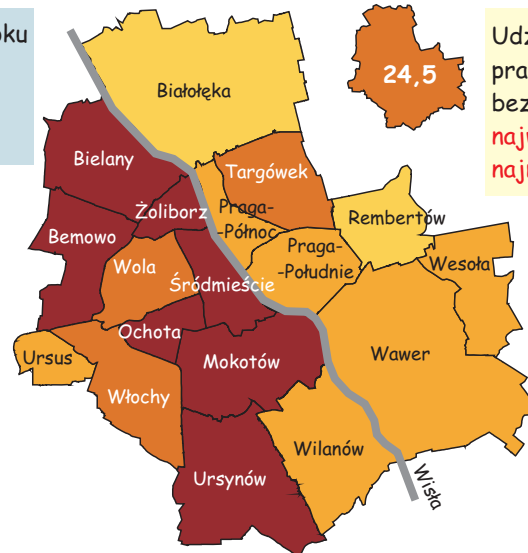 oku
24,5
Białołęka
Bielany
Targówek
Żoliborz
Praga-
-Północ
Rembertów
Bemowo
Praga-
-Południe
Wesoła
Wola
Śródmieście
Ochota
Ursus
Mokotów
Wawer
Włochy
Wilanów
Ursynów
Wisła
Udz
pra
bez
naj
naj